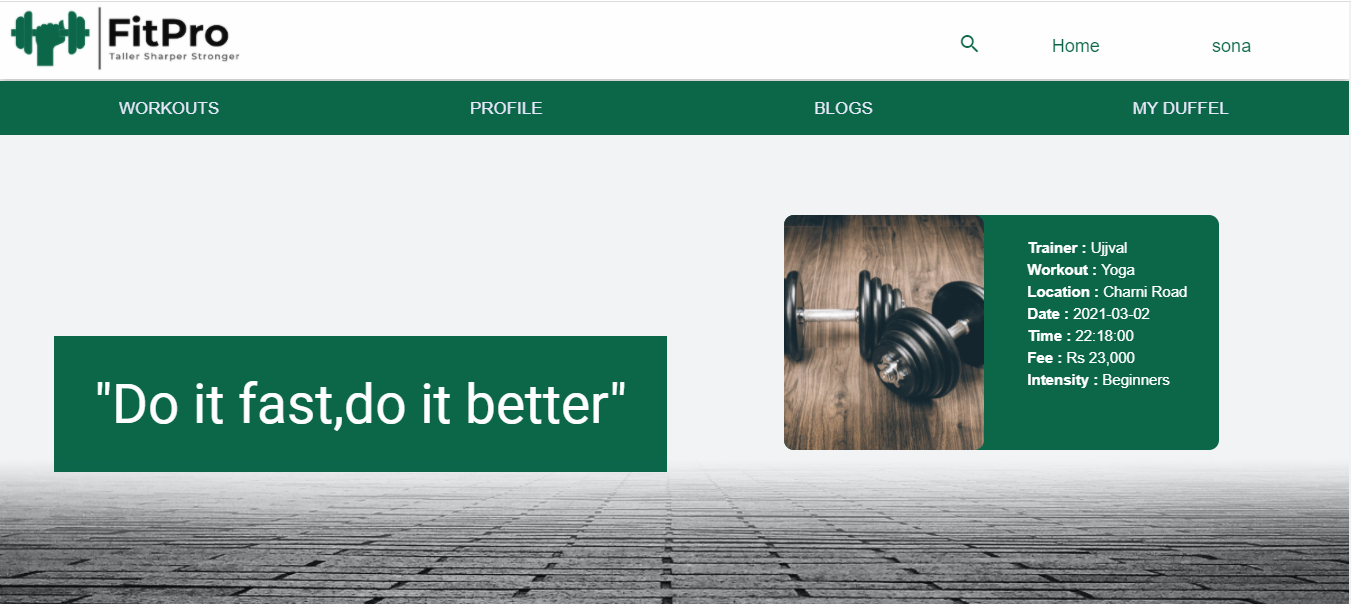 FitPro
Taller Sharper Stronger
Home
sona
WORKOUTS
PROFILE
BLOGS
MY DUFFEL
Trainer : Ujjval
Workout : Yoga
Location : Charni Road
Date : 2021-03-02
Time : 22:18:00
Fee : Rs 23,000
Intensity : Beginners
"Do it fast,do it better"